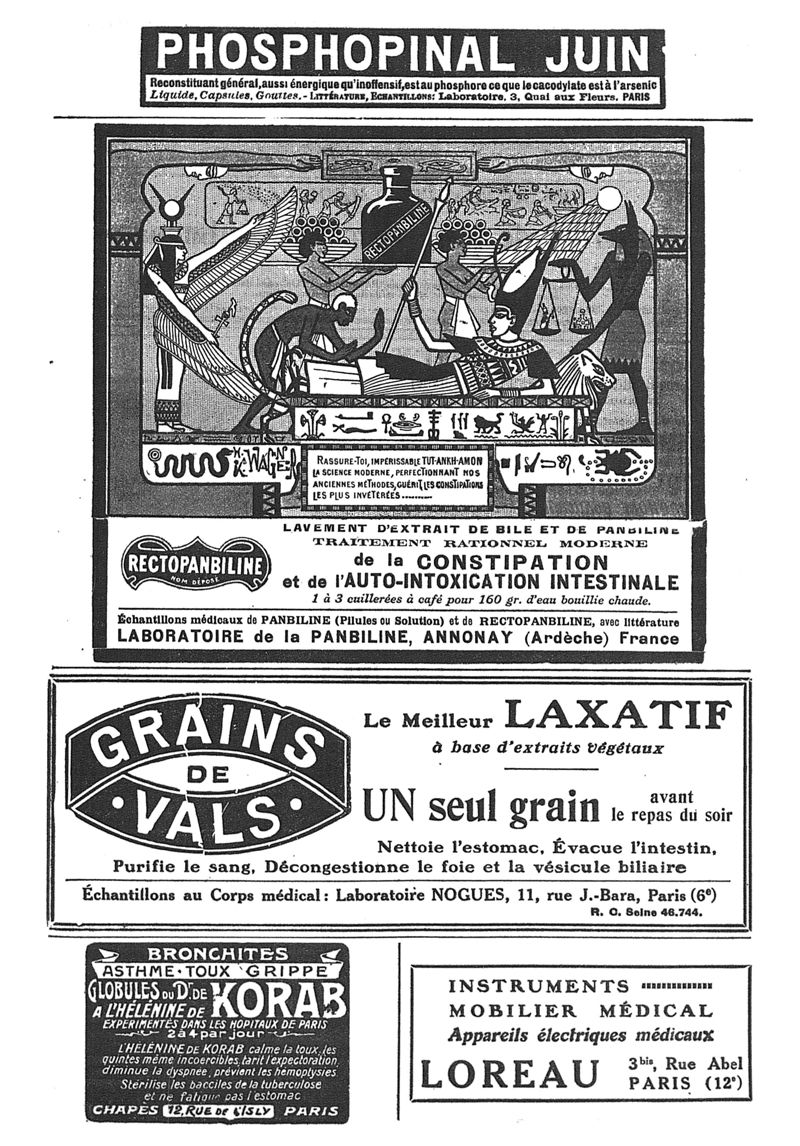 PHOSPHOPINAL JUIN
Reconstituant général, aussi énergique qu'inoffensif, est au phosphore ce que le cacodylate est à l'arsenic
Liquide, Capsules, Gouttes. - LITTÉRATURE, ECHANTILLONS: Laboratoire, 3, Quai aux Fleurs, PARIS
RECTOPANBILINE
H. K. WAGNER
RASSURE-TOI, IMPÉRISSABLE TUT-ANKH-AMON
LA SCIENCE MODERNE, PERFECTIONNANT NOS
ANCIENNES MÉTHODES, GUÉRIT LES CONSTIPATIONS
LES PLUS INVÉTÉRÉES..........
LAVEMENT D'EXTRAIT DE BILE ET DE PANBILINE
TRAITEMENT RATIONNEL MODERNE
RECTOPANBILINE
NOM DÉPOSÉ
de la CONSTIPATION
et de l'AUTO-INTOXICATION INTESTINALE
1 à 3 cuillerées à café pour 160 gr. d'eau bouillie chaude.
Échantillons médicaux de PANBILINE (Pilules ou Solution) et de RECTOPANBILINE, avec littérature
LABORATOIRE de la PANBILINE, ANNONAY (Ardèche) France
GRAINS
DE
·VALS·
Le Meilleur LAXATIF
à base d'extraits végétaux
UN seul grain avant
le repas du soir
Nettoie l'estomac, Évacue l'intestin,
Purifie le sang, Décongestionne le foie et la vésicule biliaire
Échantillons au Corps médical: Laboratoire NOGUES, 11, rue J.-Bara, Paris (6e)
R. C. Seine 46.744.
BRONCHITES
ASTHME·TOUX GRIPPE
GLOBULES DU Dr. DE
A L'HÉLÉNINE DE KORAB
EXPÉRIMENTÉS DANS LES HOPITAUX DE PARIS
2 à 4 par jour
L'HÉLÉNINE DE KORAB calme la toux, les
quintes même incoercibles, tarit l'expectoration,
diminue la dyspnée, prévient les hémoptysies.
Stérilise les bacilles de la tuberculose
et ne fatigue pas l'estomac
CHAPÈS 12, RUE DE L'ISLY PARIS
INSTRUMENTS
MOBILIER MÉDICAL
Appareils électriques médicaux
LOREAU 3bis, Rue Abel
PARIS (12e)